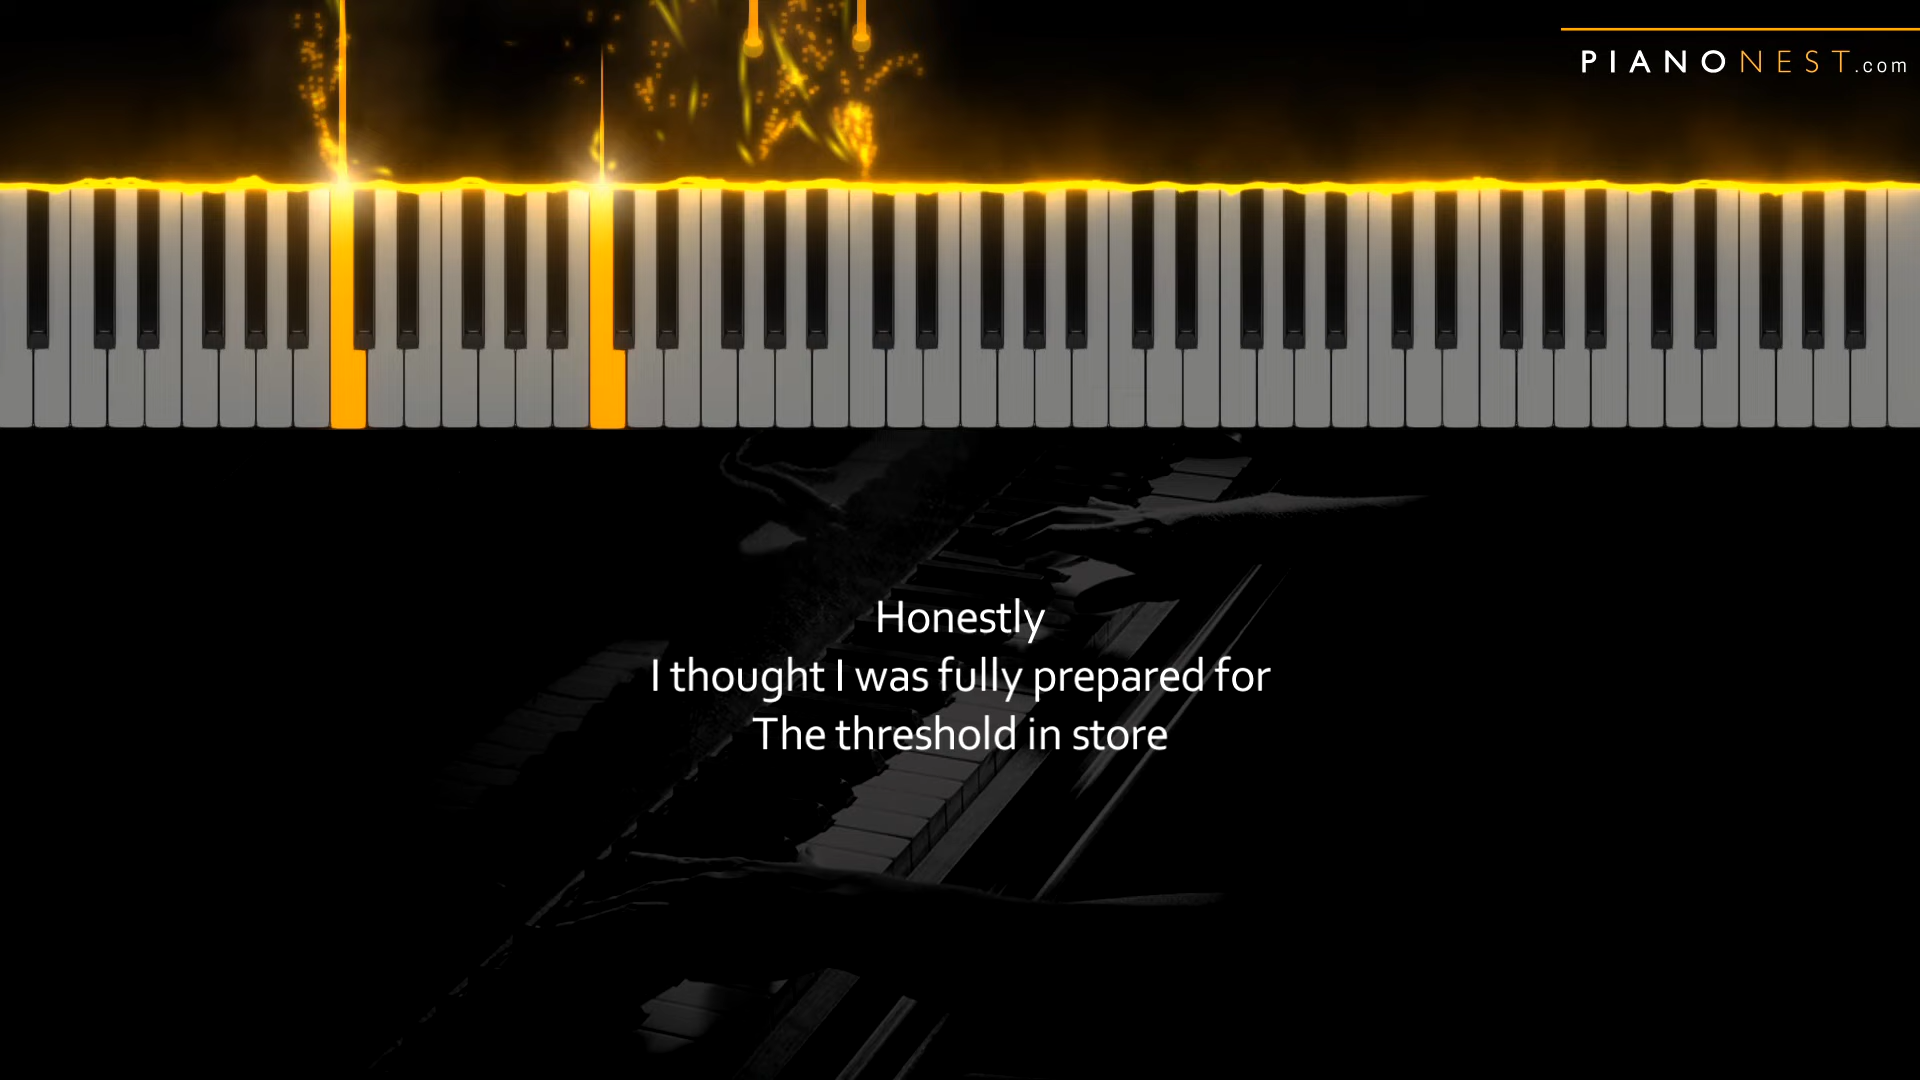 PIANONEST.com
Honestly
I thought I was fully prepared for
The threshold in store